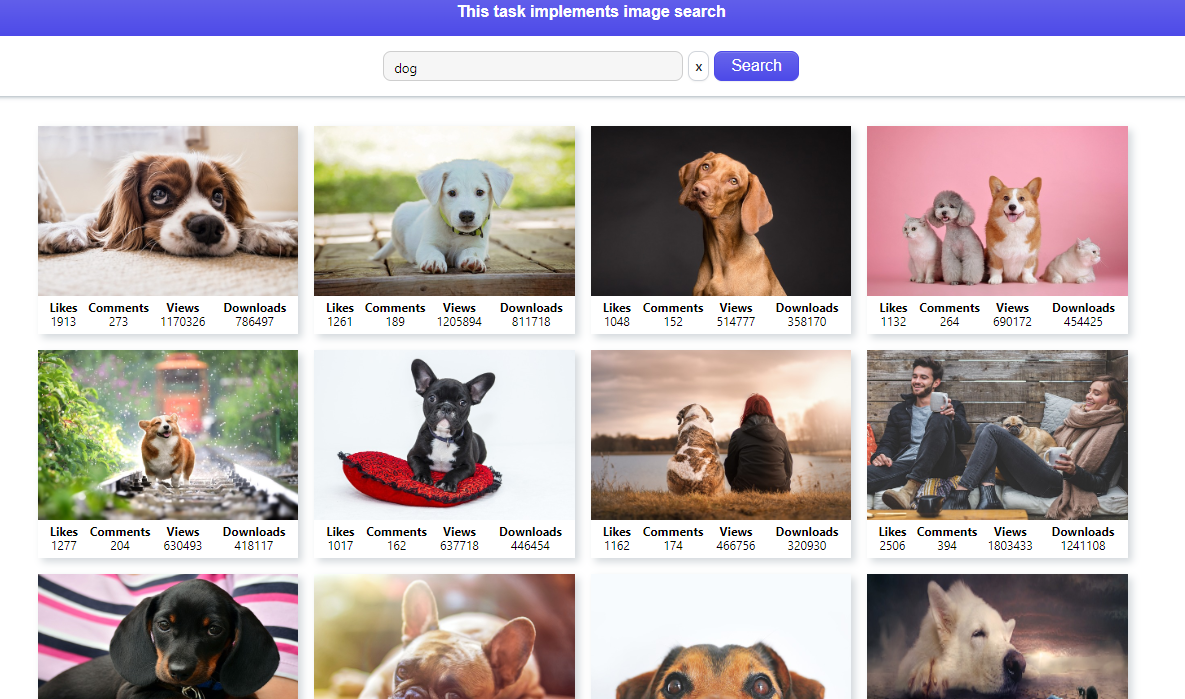 This task implements image search
dog x Search
Likes Comments Views Downloads Likes Comments Views Downloads Likes Comments Views Downloads Likes Comments Views Downloads
1913 273 1170326 786497 1261 189 1205894 811718 1048 152 514777 358170 1132 264 690172 454425
Likes Comments Views Downloads Likes Comments Views Downloads Likes Comments Views Downloads Likes Comments Views Downloads
1277 204 630493 418117 1017 162 637718 446454 1162 174 466756 320930 2506 394 1803433 1241108